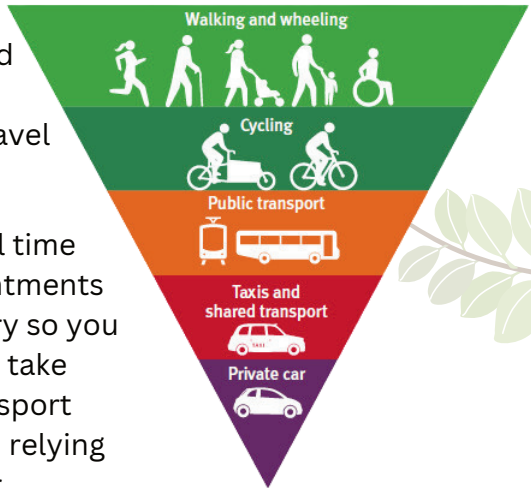 d
avel
l time
ntments
ry so you
take
sport
relying
Walking and wheeling
Cycling
Public transport
Taxis and
shared transport
TAXI
Private car